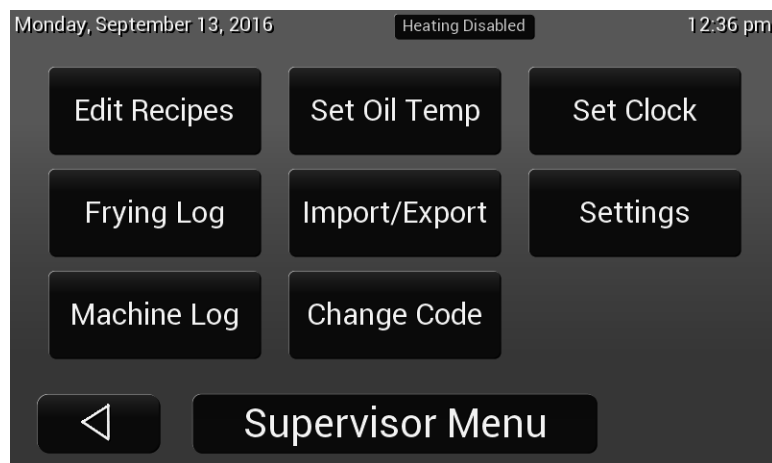 Monday, September 13, 2016 Heating Disabled 12:36 pm
Edit Recipes Set Oil Temp Set Clock
Frying Log Import/Export Settings
Machine Log Change Code
Supervisor Menu